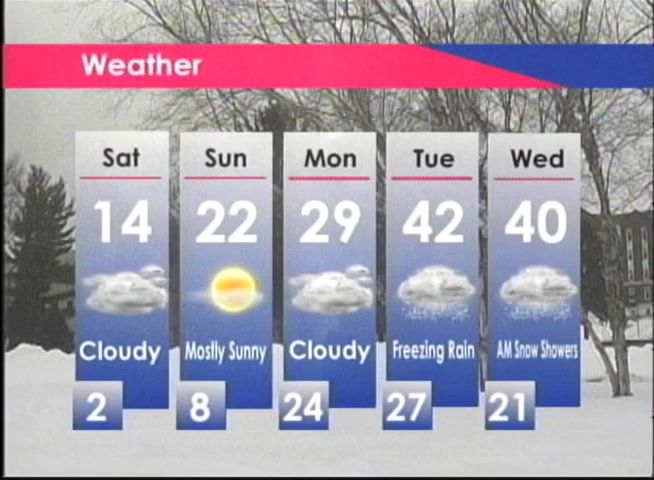 Weather
Sat Sun Mon Tue Wed
14 22 29 42 40
Cloudy Mostly Sunny Cloudy Freezing Rain AM Snow Showers
2 8 24 27 21